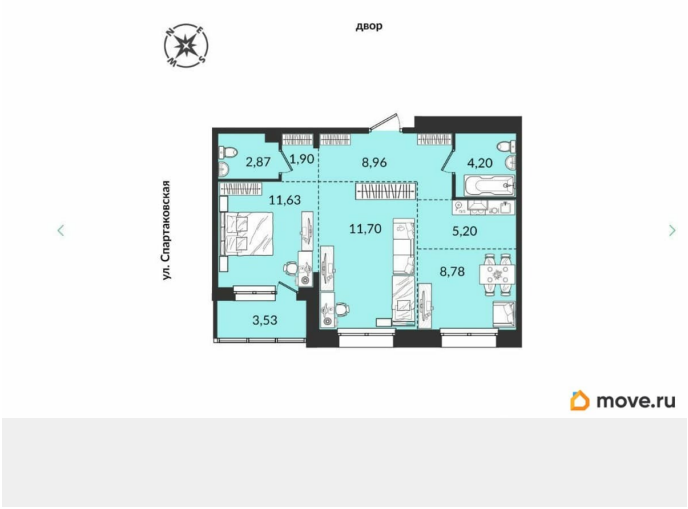 двор
N
E
W
S
2,87
1,90
8,96
4,20
11,63
ул. Спартаковская
11,70
5,20
8,78
3,53
move.ru